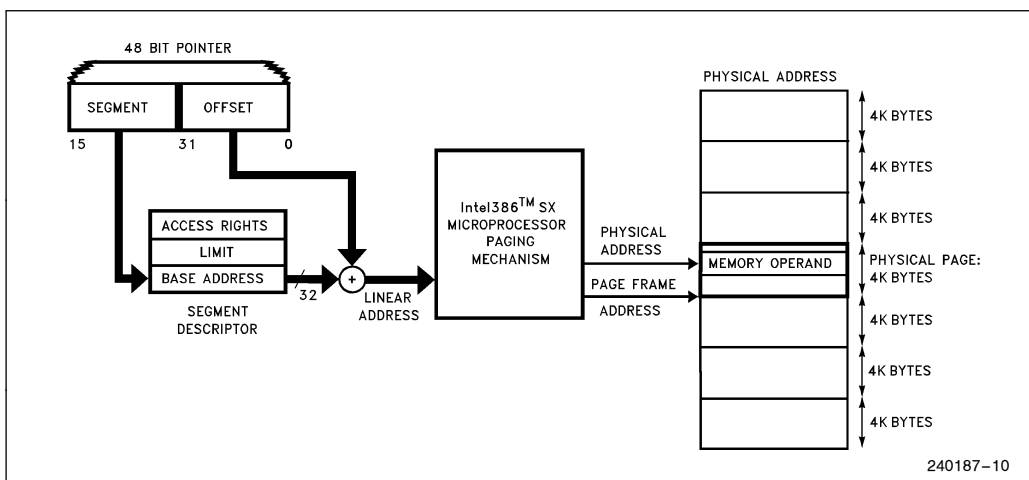 48 BIT POINTER
SEGMENT
OFFSET
15
31
0
ACCESS RIGHTS
LIMIT
BASE ADDRESS
SEGMENT
DESCRIPTOR
32
+
LINEAR
ADDRESS
Intel386™ SX
MICROPROCESSOR
PAGING
MECHANISM
PHYSICAL
ADDRESS
PAGE FRAME
ADDRESS
PHYSICAL ADDRESS
4K BYTES
4K BYTES
4K BYTES
MEMORY OPERAND
PHYSICAL PAGE:
4K BYTES
4K BYTES
4K BYTES
4K BYTES
240187–10